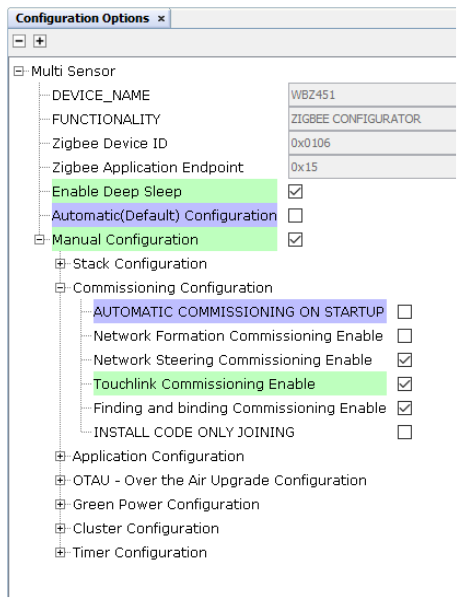 Configuration Options ×
Multi Sensor
DEVICE_NAME WBZ451
FUNCTIONALITY ZIGBEE CONFIGURATOR
Zigbee Device ID 0x0106
Zigbee Application Endpoint 0x15
Enable Deep Sleep
Automatic(Default) Configuration
Manual Configuration
Stack Configuration
Commissioning Configuration
AUTOMATIC COMMISSIONING ON STARTUP
Network Formation Commissioning Enable
Network Steering Commissioning Enable
Touchlink Commissioning Enable
Finding and binding Commissioning Enable
INSTALL CODE ONLY JOINING
Application Configuration
OTAU - Over the Air Upgrade Configuration
Green Power Configuration
Cluster Configuration
Timer Configuration